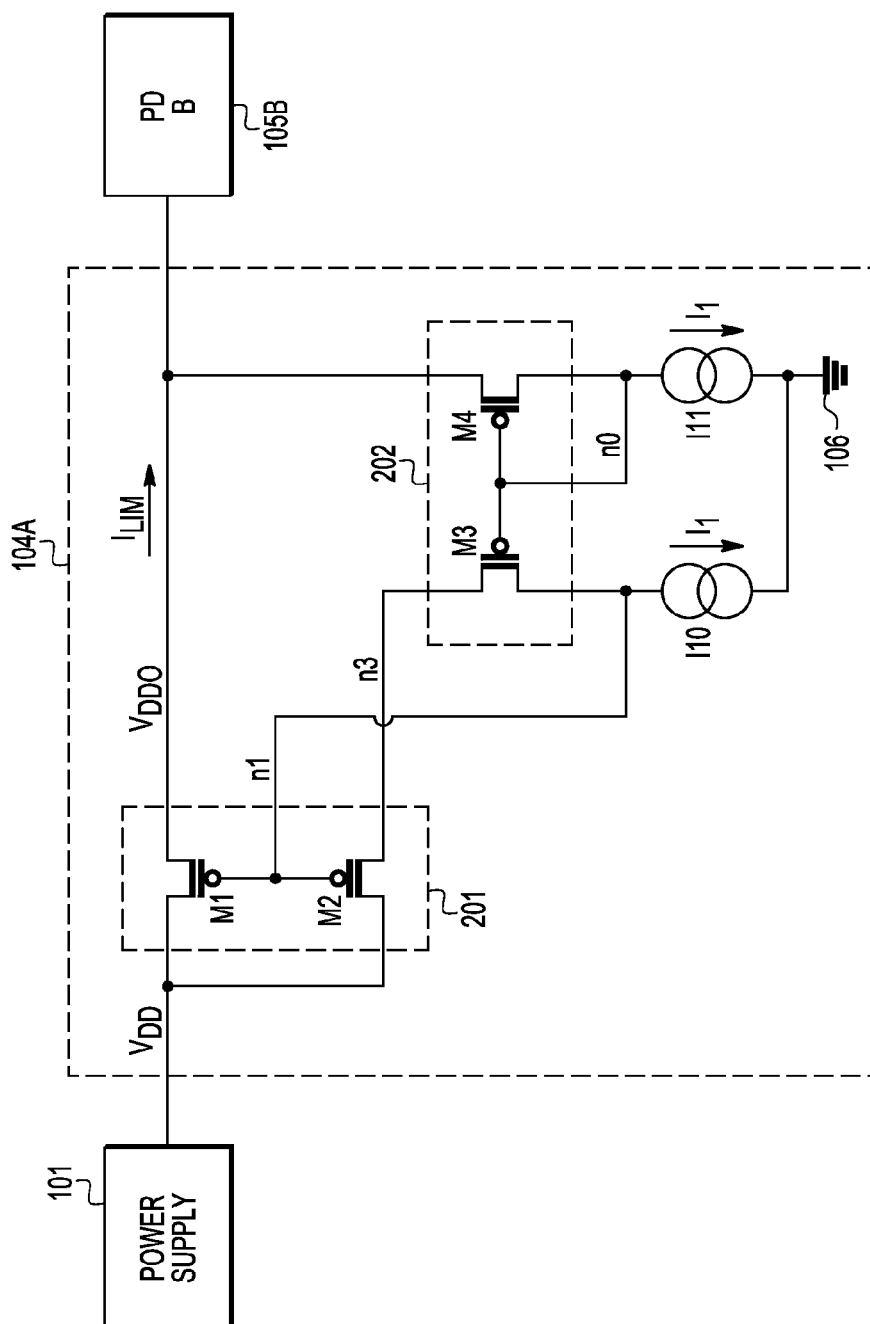 104A
101
POWER
SUPPLY
V_DD
V_DDO
I_LIM
PD
B
105B
M1
M2
201
n1
n3
202
M3
M4
n0
I10
I_1
I11
I_1
106